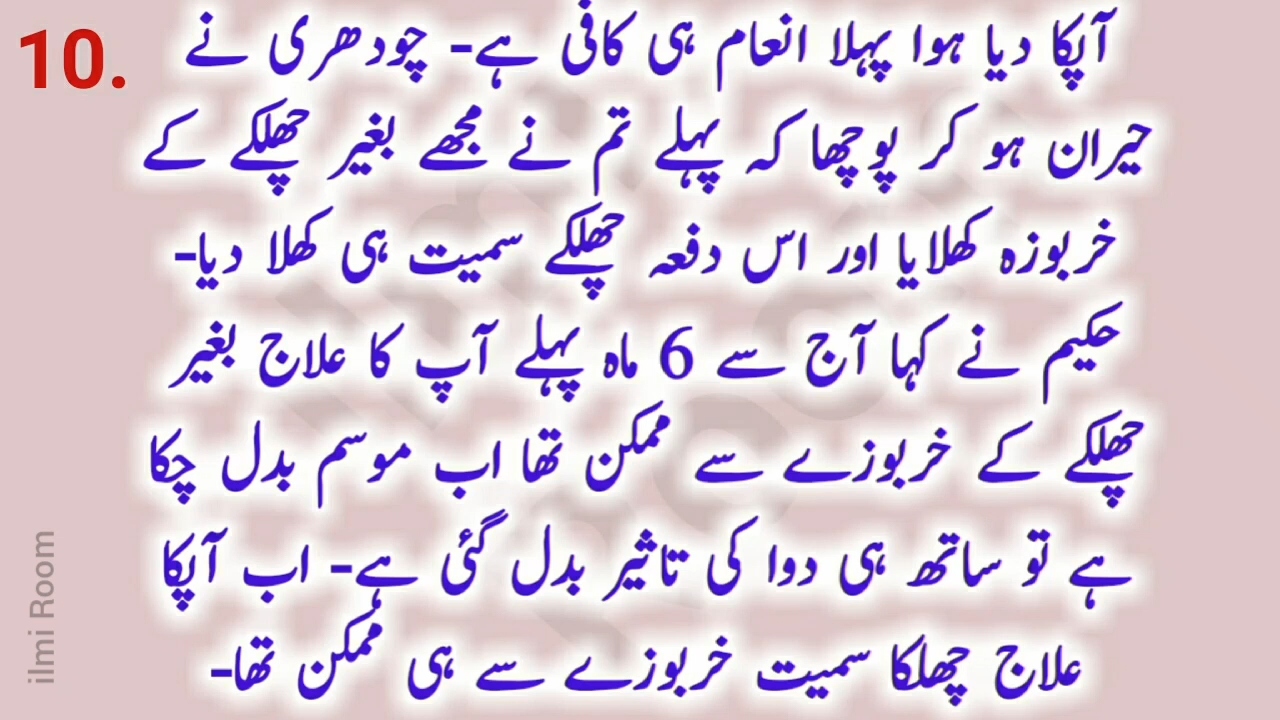 10.
آپکا دیا ہوا پہلا انعام ہی کافی ہے- چودھری نے
حیران ہو کر پوچھا کہ پہلے تم نے مجھے بغیر چھلکے کے
خربوزہ کھلایا اور اس دفعہ چھلکے سمیت ہی کھلا دیا-
حکیم نے کہا آج سے 6 ماہ پہلے آپ کا علاج بغیر
چھلکے کے خربوزے سے ممکن تھا اب موسم بدل چکا
ہے تو ساتھ ہی دوا کی تاثیر بدل گئی ہے- اب آپکا
علاج چھلکا سمیت خربوزے سے ہی ممکن تھا-
ilmi Room
ilmi Room